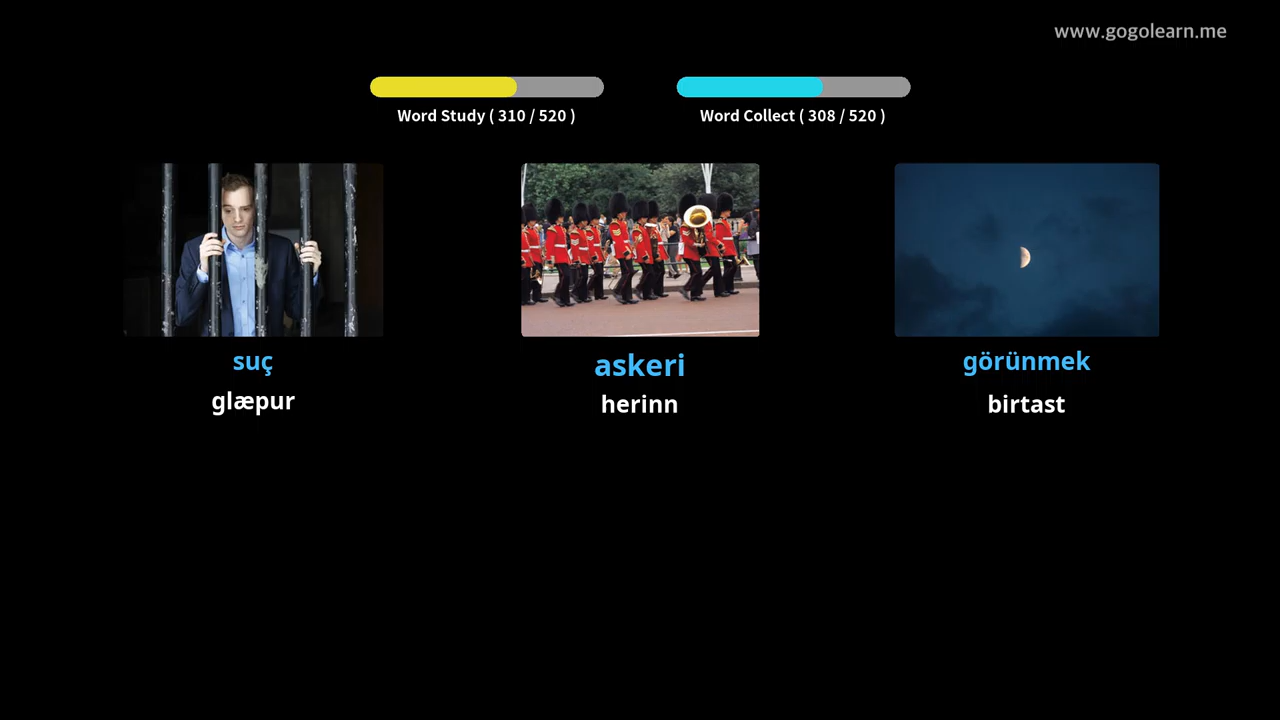 www.gogolearn.me
Word Study ( 310 / 520 )
Word Collect ( 308 / 520 )
suç
glæpur
askeri
herinn
görünmek
birtast